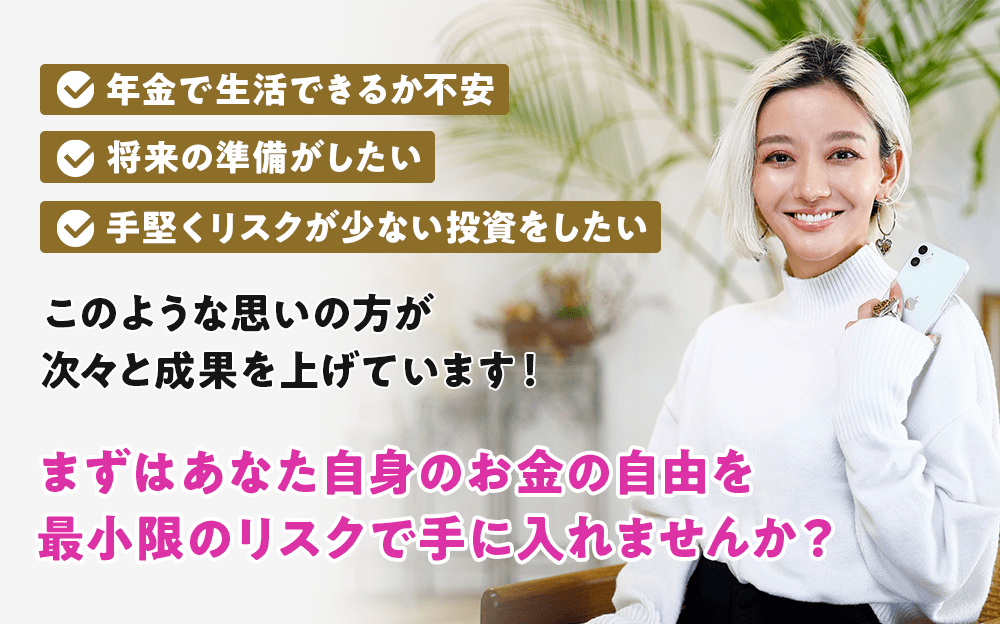 年金で生活できるか不安
将来の準備がしたい
手堅くリスクが少ない投資をしたい
このような思いの方が
次々と成果を上げています！
まずはあなた自身のお金の自由を
最小限のリスクで手に入れませんか？